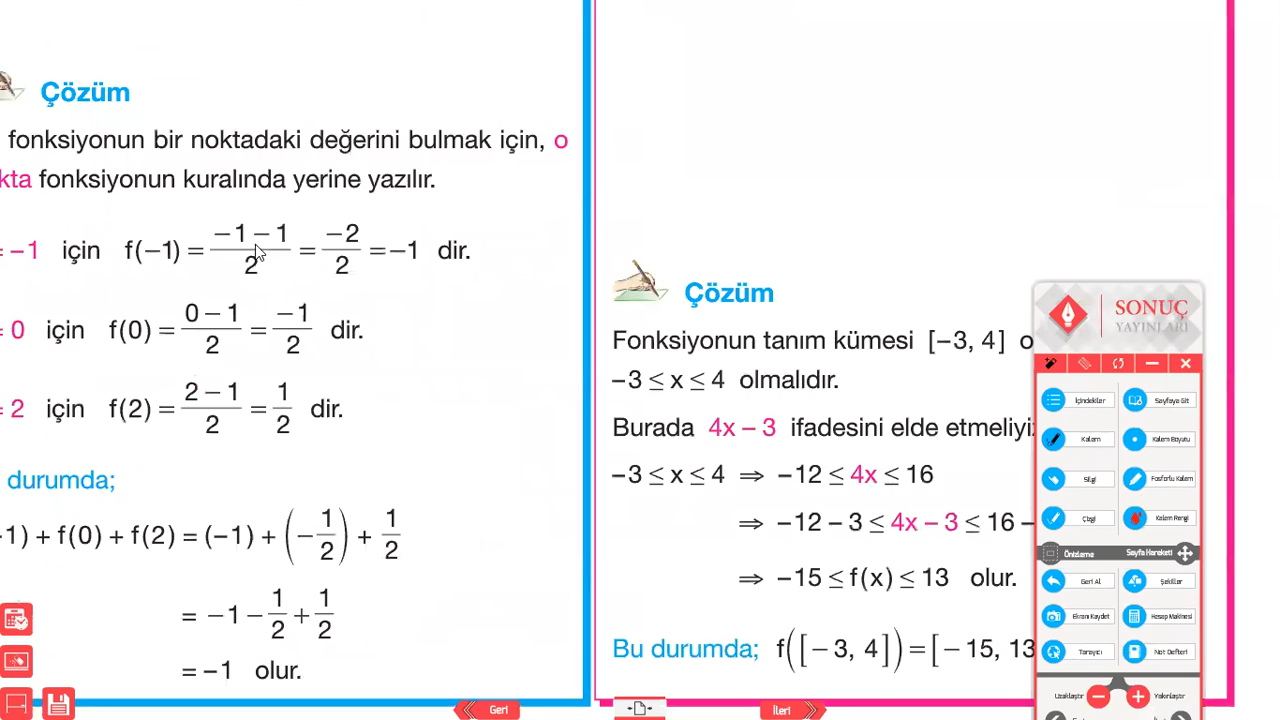 Çözüm
fonksiyonun bir noktadaki değerini bulmak için, o
kta fonksiyonun kuralında yerine yazılır.
= −1 için f(−1) = (−1 − 1)/2 = (−2)/2 = −1 dir.
= 0 için f(0) = (0 − 1)/2 = (−1)/2 dir.
= 2 için f(2) = (2 − 1)/2 = 1/2 dir.
durumda;
−1) + f(0) + f(2) = (−1) + (−1/2) + 1/2
= −1 − 1/2 + 1/2
= −1 olur.
Çözüm
Fonksiyonun tanım kümesi [−3, 4] o
−3 ≤ x ≤ 4 olmalıdır.
Burada 4x − 3 ifadesini elde etmeliyiz
−3 ≤ x ≤ 4 ⇒ −12 ≤ 4x ≤ 16
⇒ −12 − 3 ≤ 4x − 3 ≤ 16 −
⇒ −15 ≤ f(x) ≤ 13 olur.
Bu durumda; f([−3, 4]) = [−15, 13
SONUÇ
YAYINLARI
İçindekiler
Sayfaya Git
Kalem
Kalem Boyutu
Silgi
Fosforlu Kalem
Çizgi
Kalem Rengi
Önizleme
Sayfa Hareketi
Geri Al
Şekiller
Ekranı Kaydet
Hesap Makinesi
Tarayıcı
Not Defteri
Uzaklaştır
Yakınlaştır
Geri
İleri